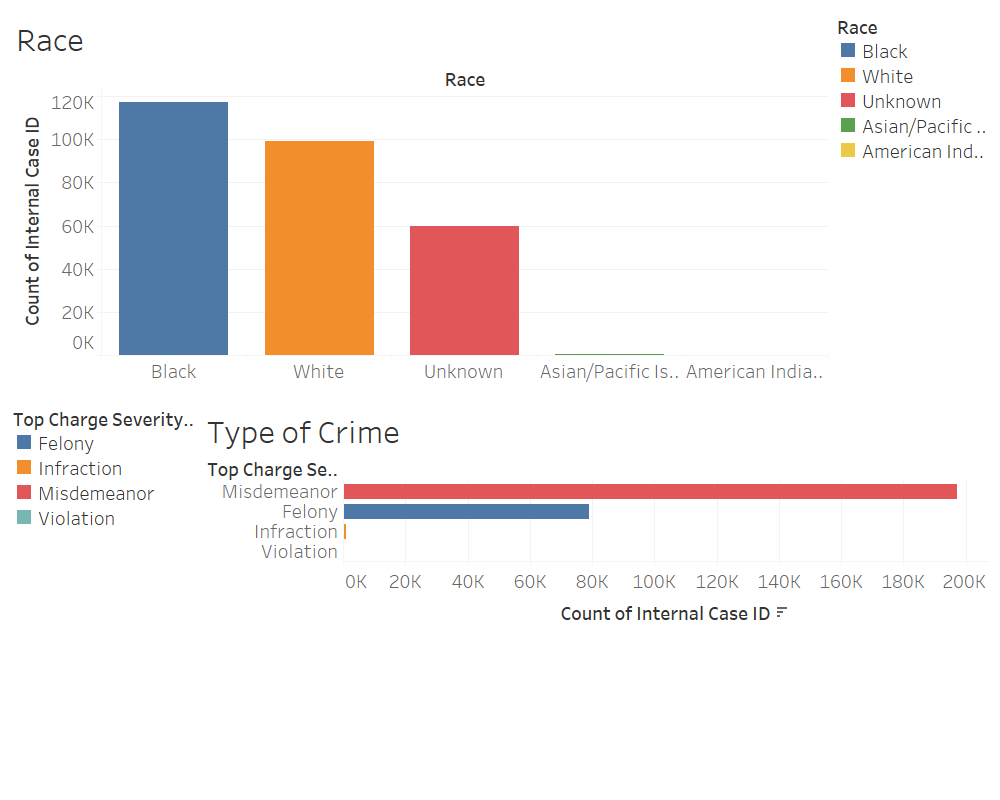 Race
Race
Count of Internal Case ID
120K
100K
80K
60K
40K
20K
0K
Black White Unknown Asian/Pacific Is.. American India..
Race
Black
White
Unknown
Asian/Pacific ..
American Ind..
Top Charge Severity..
Felony
Infraction
Misdemeanor
Violation
Type of Crime
Top Charge Se..
Misdemeanor
Felony
Infraction
Violation
0K 20K 40K 60K 80K 100K 120K 140K 160K 180K 200K
Count of Internal Case ID